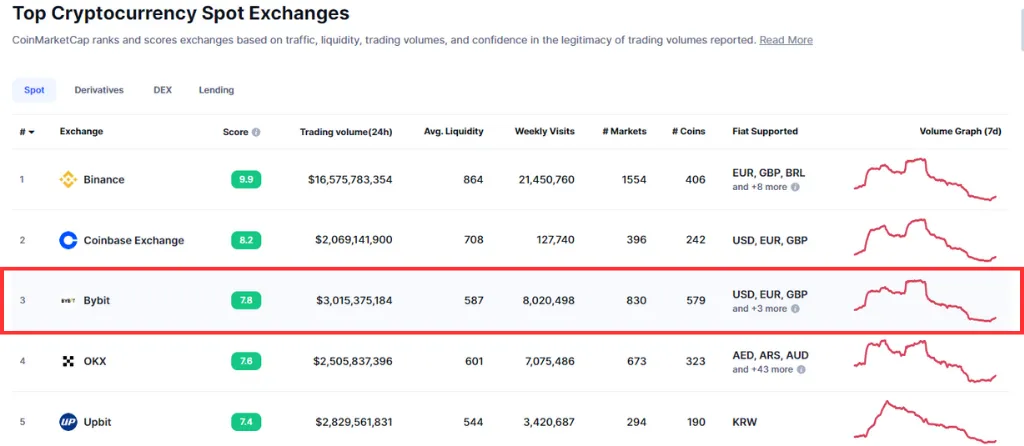 Top Cryptocurrency Spot Exchanges
CoinMarketCap ranks and scores exchanges based on traffic, liquidity, trading volumes, and confidence in the legitimacy of trading volumes reported. Read More
Spot Derivatives DEX Lending
# Exchange Score Trading volume(24h) Avg. Liquidity Weekly Visits # Markets # Coins Fiat Supported Volume Graph (7d)
1 Binance 9.9 $16,575,783,354 864 21,450,760 1554 406 EUR, GBP, BRL
and +8 more
2 Coinbase Exchange 8.2 $2,069,141,900 708 127,740 396 242 USD, EUR, GBP
3 BYBIT Bybit 7.8 $3,015,375,184 587 8,020,498 830 579 USD, EUR, GBP
and +3 more
4 OKX 7.6 $2,505,837,396 601 7,075,486 673 323 AED, ARS, AUD
and +43 more
5 UP Upbit 7.4 $2,829,561,831 544 3,420,687 294 190 KRW